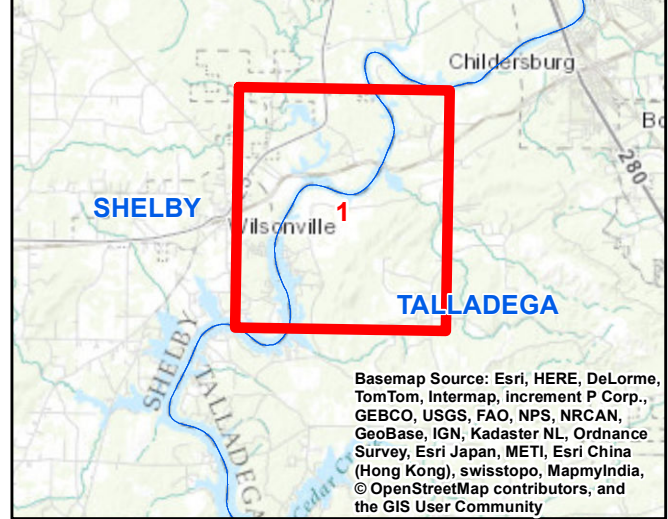 Childersburg
280
SHELBY
1
Wilsonville
TALLADEGA
SHELBY
TALLADEGA
Cedar
Basemap Source: Esri, HERE, DeLorme,
TomTom, Intermap, increment P Corp.,
GEBCO, USGS, FAO, NPS, NRCAN,
GeoBase, IGN, Kadaster NL, Ordnance
Survey, Esri Japan, METI, Esri China
(Hong Kong), swisstopo, MapmyIndia,
© OpenStreetMap contributors, and
the GIS User Community